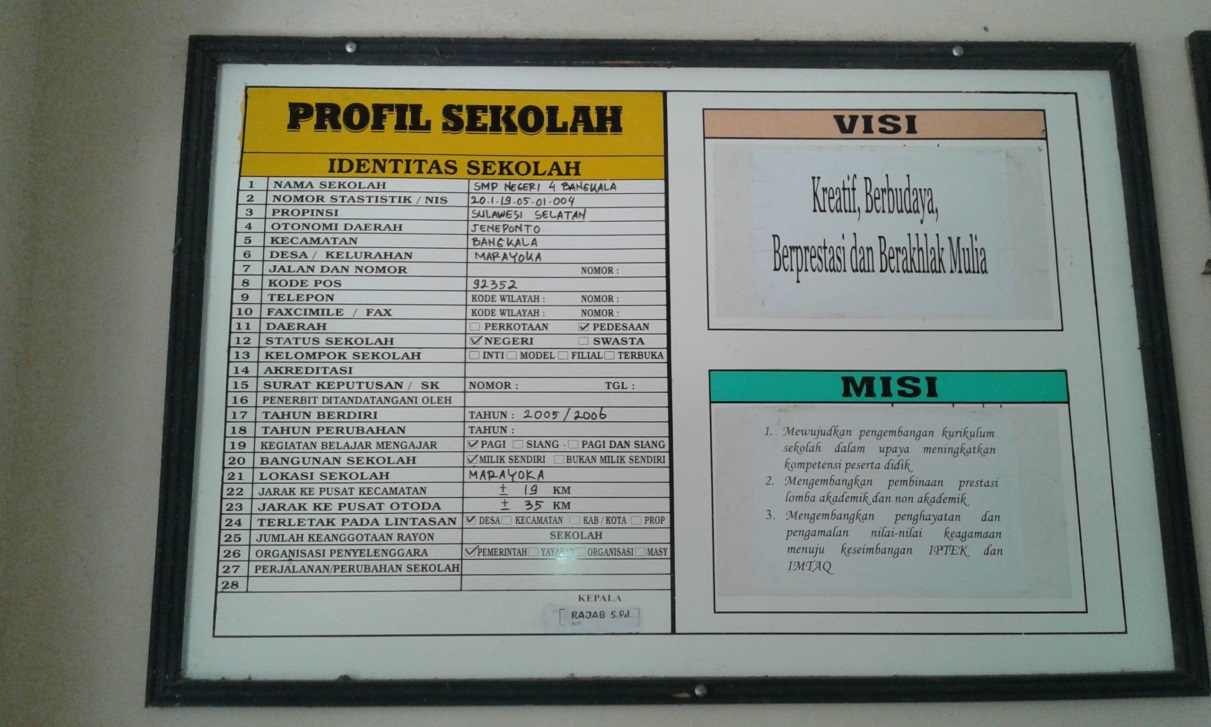 PROFIL SEKOLAH
IDENTITAS SEKOLAH
1 NAMA SEKOLAH SMP NEGERI 4 BANGKALA
2 NOMOR STASTISTIK / NIS 20.1.19.05.01.004
3 PROPINSI SULAWESI SELATAN
4 OTONOMI DAERAH JENEPONTO
5 KECAMATAN BANGKALA
6 DESA / KELURAHAN MARAYOKA
7 JALAN DAN NOMOR NOMOR :
8 KODE POS 92352
9 TELEPON KODE WILAYAH : NOMOR :
10 FAXCIMILE / FAX KODE WILAYAH : NOMOR :
11 DAERAH ☐ PERKOTAAN ☑ PEDESAAN
12 STATUS SEKOLAH ☑ NEGERI ☐ SWASTA
13 KELOMPOK SEKOLAH ☐ INTI ☐ MODEL ☐ FILIAL ☐ TERBUKA
14 AKREDITASI
15 SURAT KEPUTUSAN / SK NOMOR : TGL :
16 PENERBIT DITANDATANGANI OLEH
17 TAHUN BERDIRI TAHUN : 2005/2006
18 TAHUN PERUBAHAN TAHUN :
19 KEGIATAN BELAJAR MENGAJAR ☑ PAGI ☐ SIANG - ☐ PAGI DAN SIANG
20 BANGUNAN SEKOLAH ☑ MILIK SENDIRI ☐ BUKAN MILIK SENDIRI
21 LOKASI SEKOLAH MARAYOKA
22 JARAK KE PUSAT KECAMATAN ± 19 KM
23 JARAK KE PUSAT OTODA ± 35 KM
24 TERLETAK PADA LINTASAN ☑ DESA ☐ KECAMATAN ☐ KAB / KOTA ☐ PROP
25 JUMLAH KEANGGOTAAN RAYON SEKOLAH
26 ORGANISASI PENYELENGGARA ☑ PEMERINTAH ☐ YAYASAN ☐ ORGANISASI ☐ MASY
27 PERJALANAN/PERUBAHAN SEKOLAH
28
KEPALA
[ RAJAB S.Pd. ]
VISI
Kreatif, Berbudaya,
Berprestasi dan Berakhlak Mulia
MISI
1. Mewujudkan pengembangan kurikulum
sekolah dalam upaya meningkatkan
kompetensi peserta didik
2. Mengembangkan pembinaan prestasi
lomba akademik dan non akademik
3. Mengembangkan penghayatan dan
pengamalan nilai-nilai keagamaan
menuju keseimbangan IPTEK dan
IMTAQ